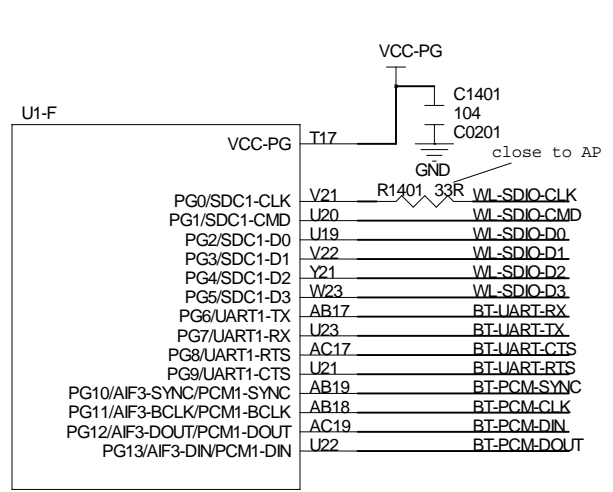 VCC-PG
U1-F
C1401
104
C0201
VCC-PG T17
GND
close to AP
PG0/SDC1-CLK V21 R1401 33R WL-SDIO-CLK
PG1/SDC1-CMD U20 WL-SDIO-CMD
PG2/SDC1-D0 U19 WL-SDIO-D0
PG3/SDC1-D1 V22 WL-SDIO-D1
PG4/SDC1-D2 Y21 WL-SDIO-D2
PG5/SDC1-D3 W23 WL-SDIO-D3
PG6/UART1-TX AB17 BT-UART-RX
PG7/UART1-RX U23 BT-UART-TX
PG8/UART1-RTS AC17 BT-UART-CTS
PG9/UART1-CTS U21 BT-UART-RTS
PG10/AIF3-SYNC/PCM1-SYNC AB19 BT-PCM-SYNC
PG11/AIF3-BCLK/PCM1-BCLK AB18 BT-PCM-CLK
PG12/AIF3-DOUT/PCM1-DOUT AC19 BT-PCM-DIN
PG13/AIF3-DIN/PCM1-DIN U22 BT-PCM-DOUT